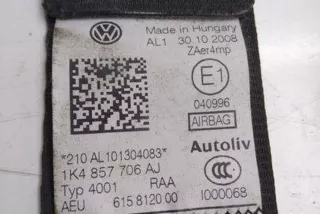 Made in Hungary
AL1 30.10.2008
ZAer4mp
E1
040996
AIRBAG
*210 AL101304083*
Autoliv
1K4 857 706 AJ
Typ 4001 RAA
AEU 615 8120 00
I000068